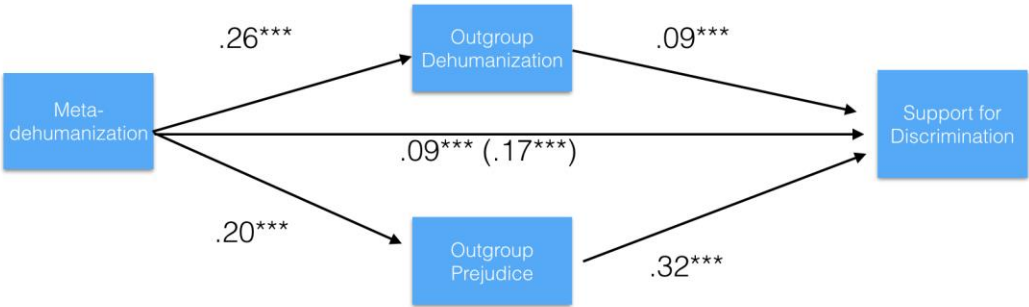 .26***
Outgroup
Dehumanization
.09***
Meta-
dehumanization
Support for
Discrimination
.09*** (.17***)
.20***
Outgroup
Prejudice
.32***